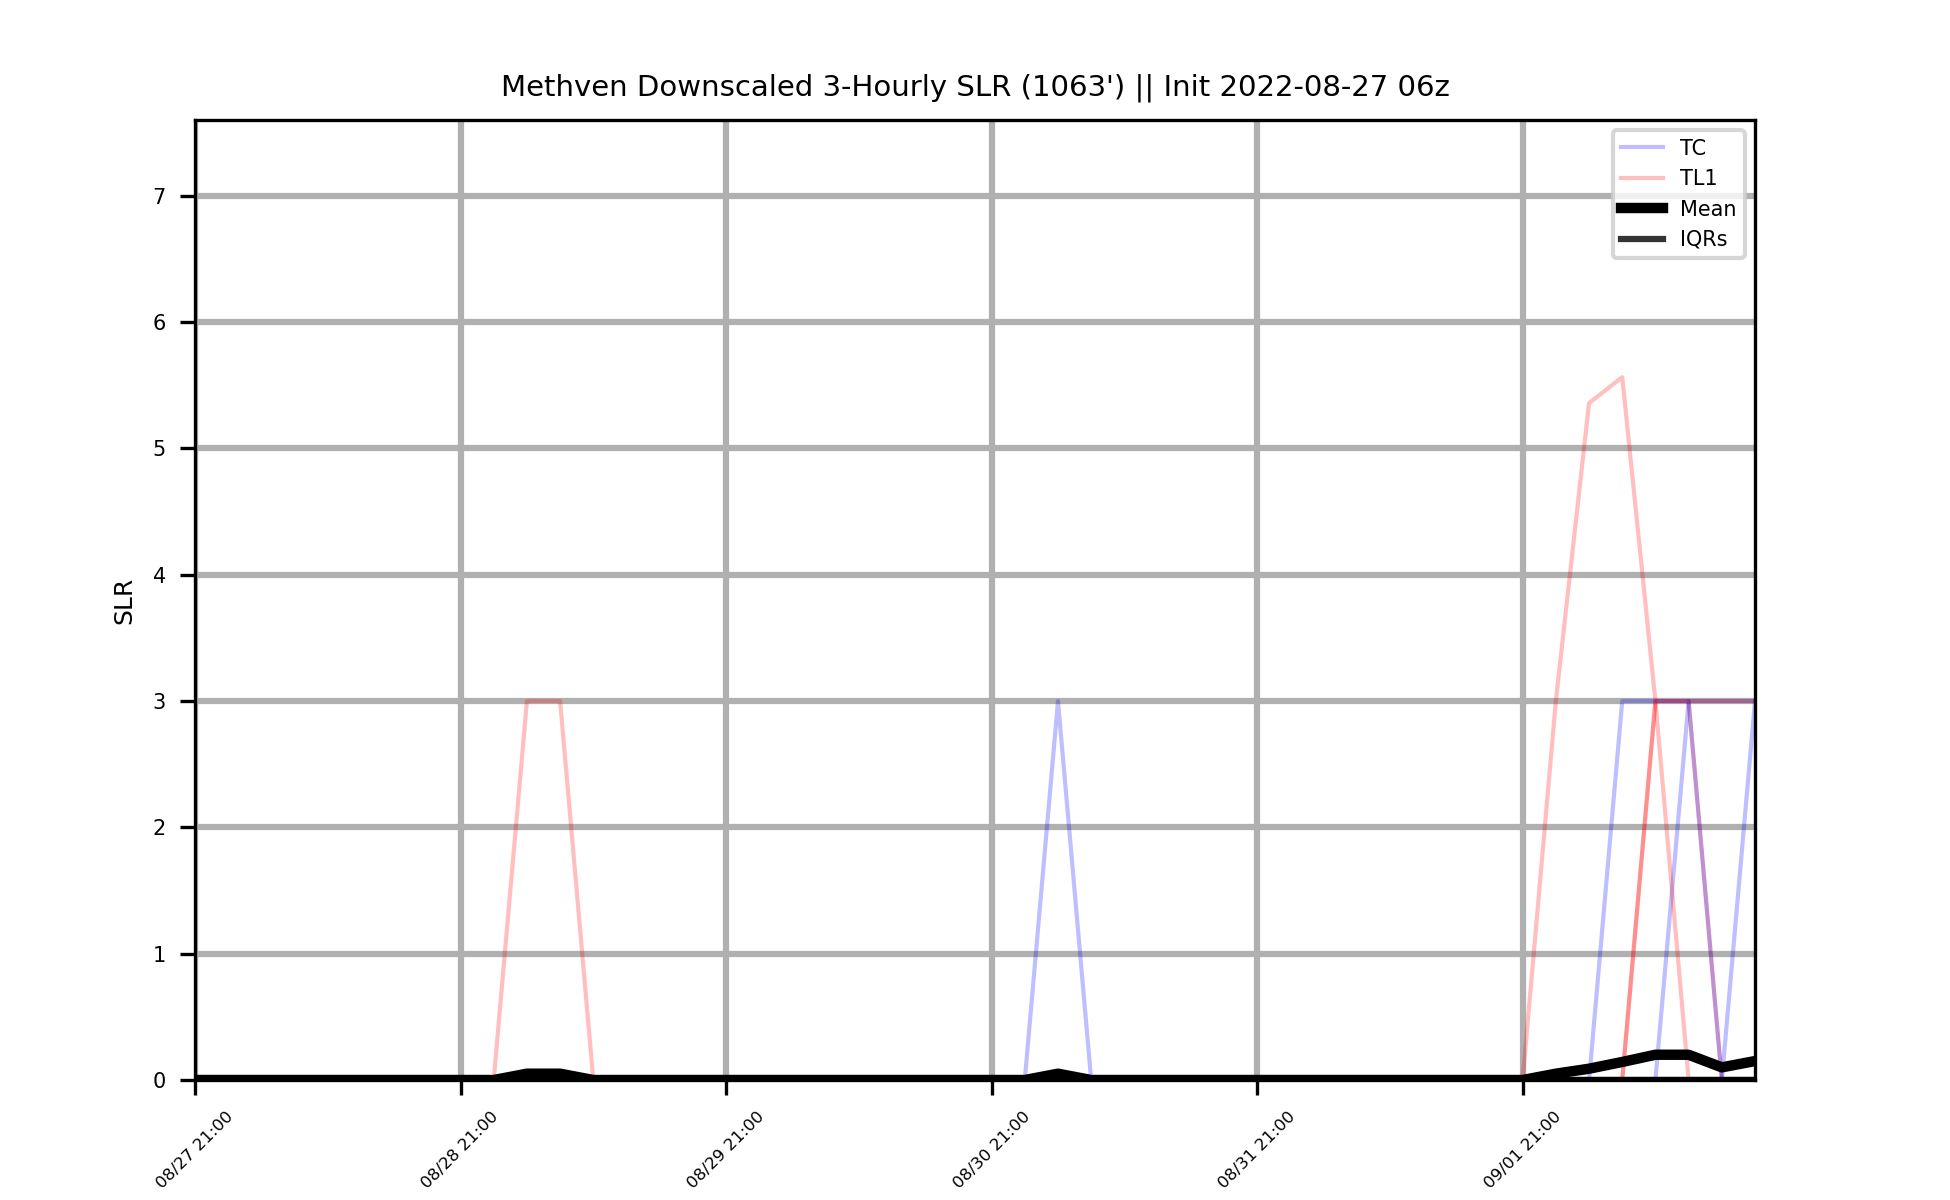 Methven Downscaled 3-Hourly SLR (1063') || Init 2022-08-27 06z
TC
TL1
Mean
IQRs
SLR
7
6
5
4
3
2
1
0
08/27 21:00
08/28 21:00
08/29 21:00
08/30 21:00
08/31 21:00
09/01 21:00